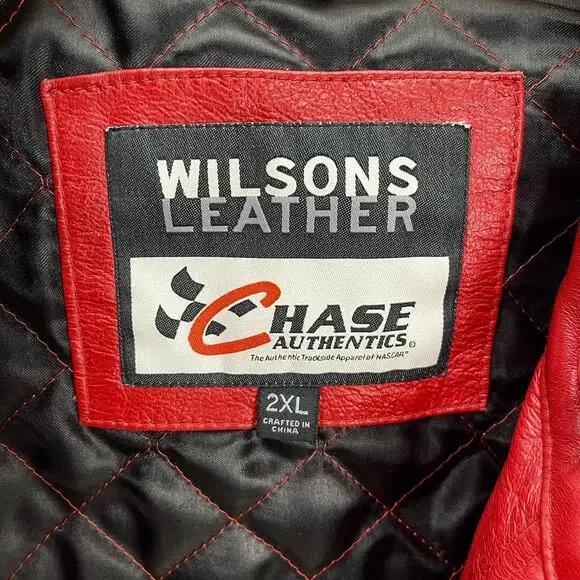 WILSONS
LEATHER
CHASE
AUTHENTICS®
The Authentic Trackside Apparel of NASCAR®
2XL
CRAFTED IN
CHINA